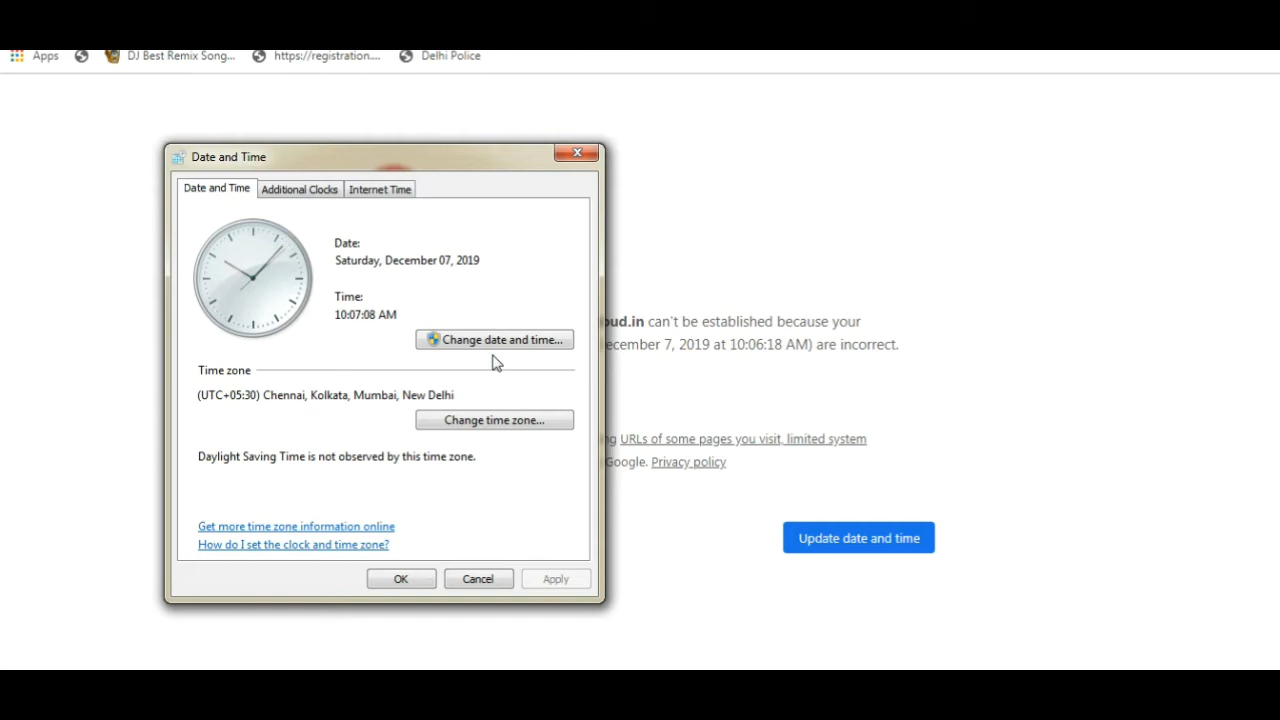 Apps DJ Best Remix Song... https://registration.... Delhi Police
Date and Time
Date and Time Additional Clocks Internet Time
Date:
Saturday, December 07, 2019
Time:
10:07:08 AM
Change date and time...
Time zone
(UTC+05:30) Chennai, Kolkata, Mumbai, New Delhi
Change time zone...
Daylight Saving Time is not observed by this time zone.
Get more time zone information online
How do I set the clock and time zone?
OK Cancel Apply
oud.in can't be established because your
ecember 7, 2019 at 10:06:18 AM) are incorrect.
URLs of some pages you visit, limited system
Google. Privacy policy
Update date and time